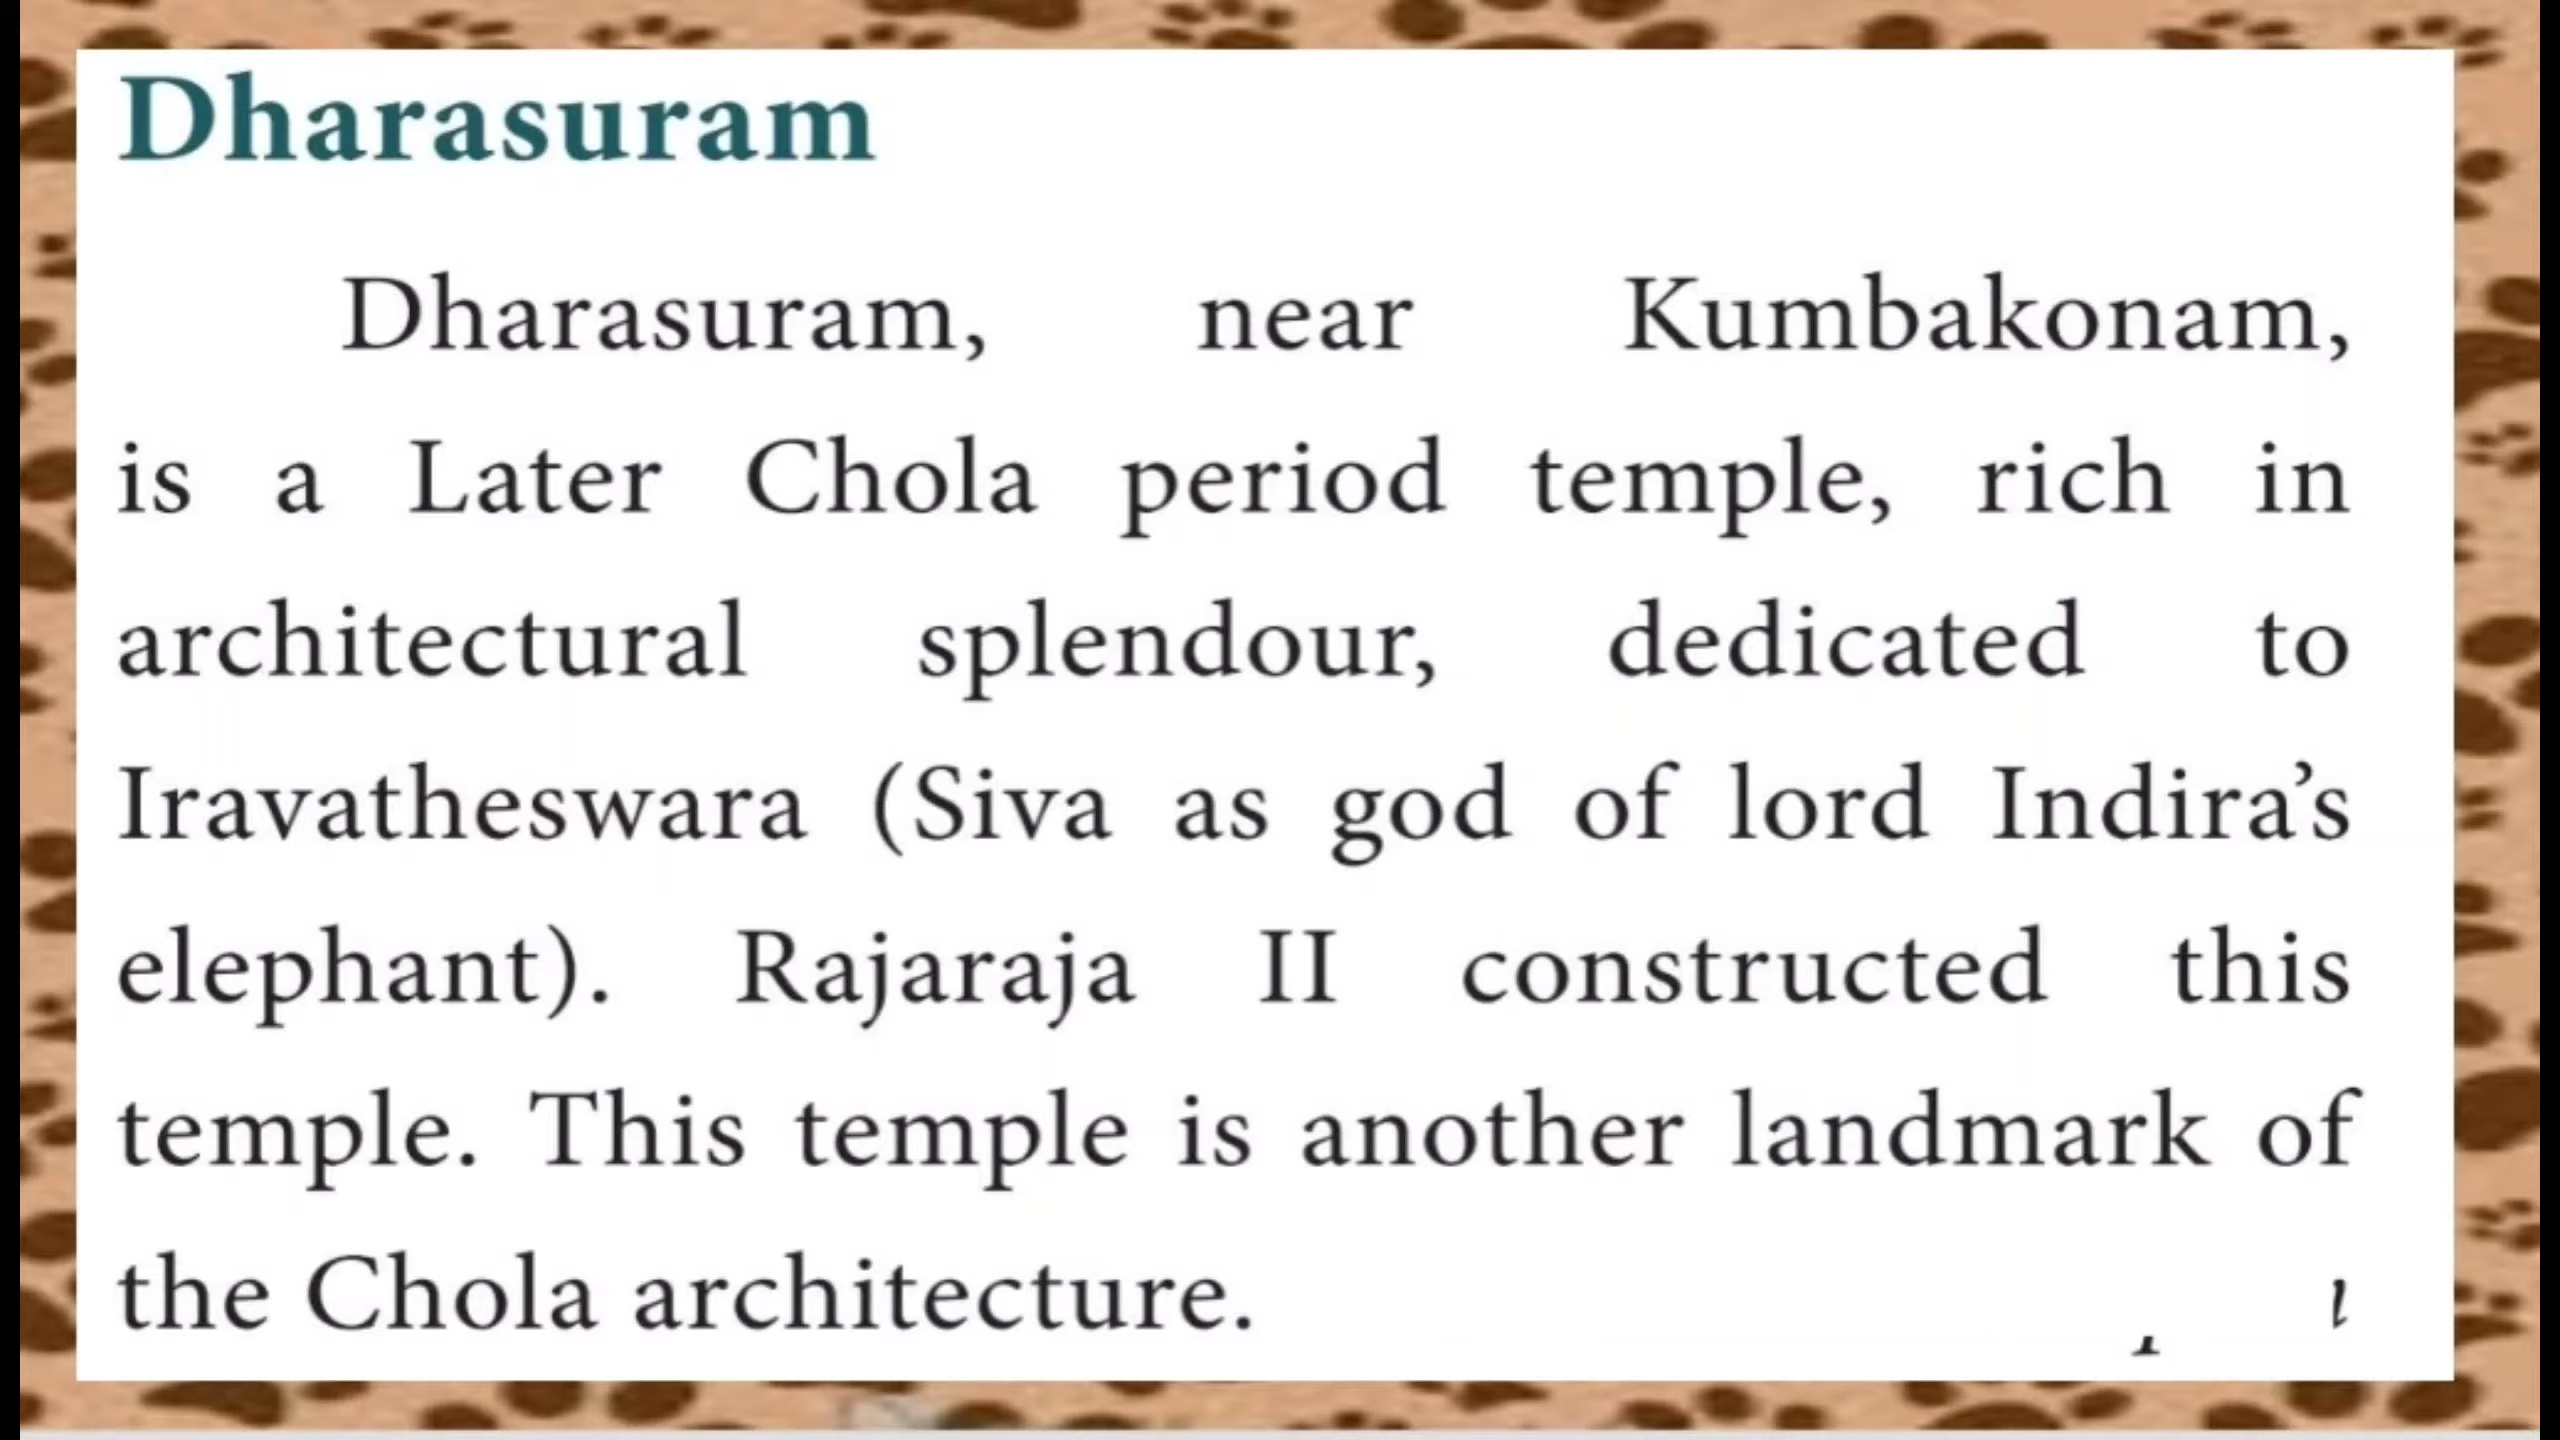 Dharasuram
Dharasuram, near Kumbakonam,
is a Later Chola period temple, rich in
architectural splendour, dedicated to
Iravatheswara (Siva as god of lord Indira’s
elephant). Rajaraja II constructed this
temple. This temple is another landmark of
the Chola architecture.